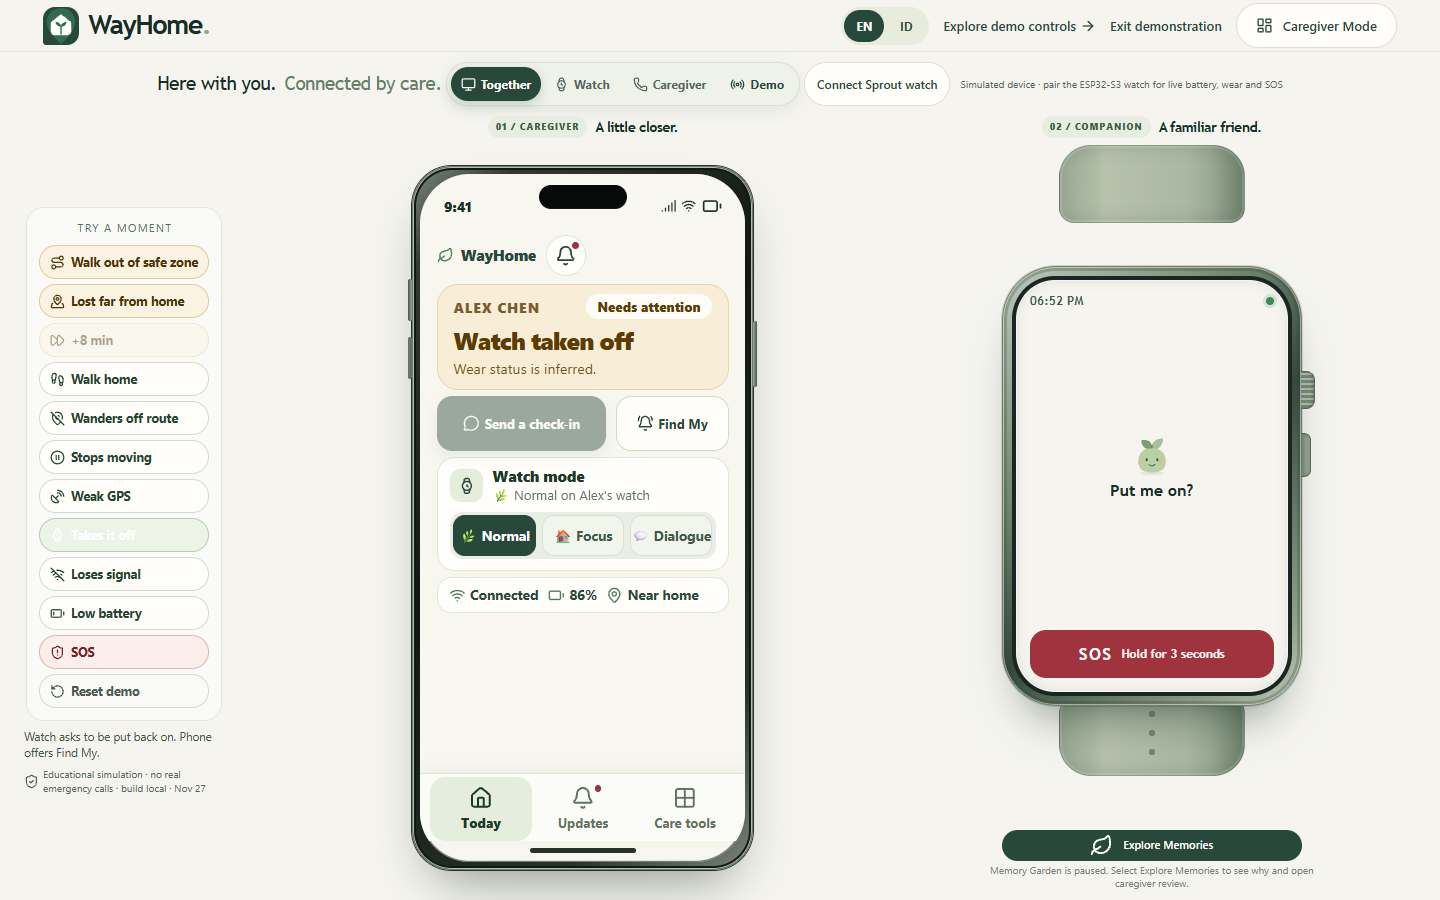 WayHome.
EN ID Explore demo controls → Exit demonstration Caregiver Mode
Here with you. Connected by care.
Together Watch Caregiver Demo
Connect Sprout watch
Simulated device · pair the ESP32-S3 watch for live battery, wear and SOS
01 / CAREGIVER A little closer.
02 / COMPANION A familiar friend.
TRY A MOMENT
Walk out of safe zone
Lost far from home
+8 min
Walk home
Wanders off route
Stops moving
Weak GPS
Takes it off
Loses signal
Low battery
SOS
Reset demo
Watch asks to be put back on. Phone
offers Find My.
Educational simulation · no real
emergency calls · build local · Nov 27
9:41
WayHome
ALEX CHEN Needs attention
Watch taken off
Wear status is inferred.
Send a check-in Find My
Watch mode
Normal on Alex's watch
Normal Focus Dialogue
Connected 86% Near home
Today Updates Care tools
06:52 PM
Put me on?
SOS Hold for 3 seconds
Explore Memories
Memory Garden is paused. Select Explore Memories to see why and open
caregiver review.